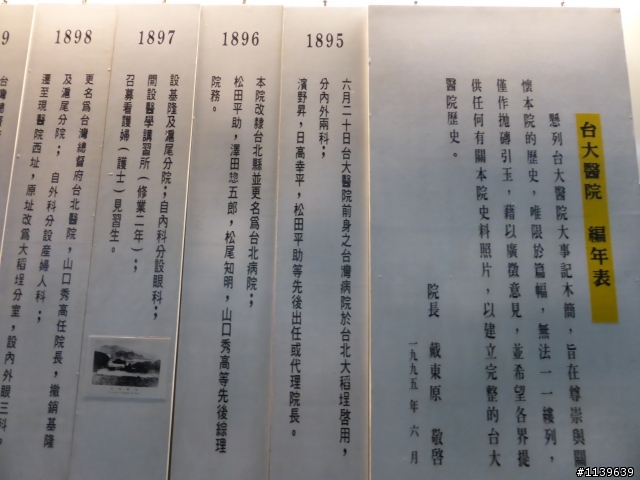 台大醫院 編年表
懸列台大醫院大事記木簡，旨在尊崇與關
懷本院的歷史，唯限於篇幅，無法一一縷列，
僅作拋磚引玉，藉以廣徵意見，並希望各界提
供任何有關本院史料照片，以建立完整的台大
醫院歷史。
院長 戴東原 敬啓
一九九五年六月
1895
六月二十日台大醫院前身之台灣病院於台北大稻埕啓用，
分內外兩科；
濱野昇，日高幸平，松田平助等先後出任或代理院長。
1896
本院改隸台北縣並更名為台北病院；
松田平助，澤田惣五郎，松尾知明，山口秀高等先後綜理
院務。
1897
設基隆及滬尾分院；自內科分設眼科；
開設醫學講習所（修業二年）；
召募看護婦（護士）見習生。
1898
更名為台灣總督府台北醫院，山口秀高任院長，撤銷基隆
及滬尾分院； 自外科分設產婦人科；
遷至現醫院西址，原址改為大稻埕分室，設內外眼三科。
9
台灣總督
#1139639